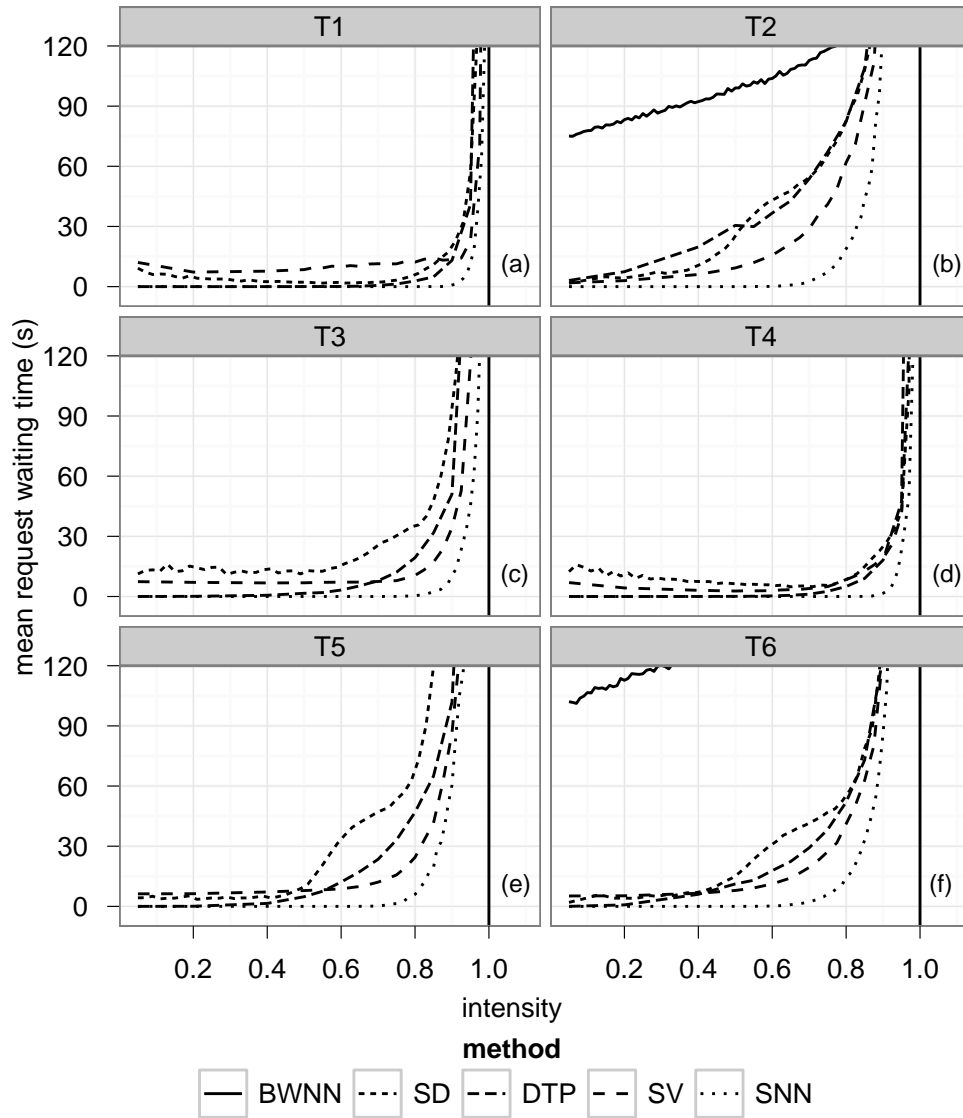 T1 T2
120
90
60
30
0
(a) (b)
T3 T4
120
90
60
30
0
(c) (d)
T5 T6
120
90
60
30
0
(e) (f)
mean request waiting time (s)
0.2 0.4 0.6 0.8 1.0 0.2 0.4 0.6 0.8 1.0
intensity
method
BWNN SD DTP SV SNN